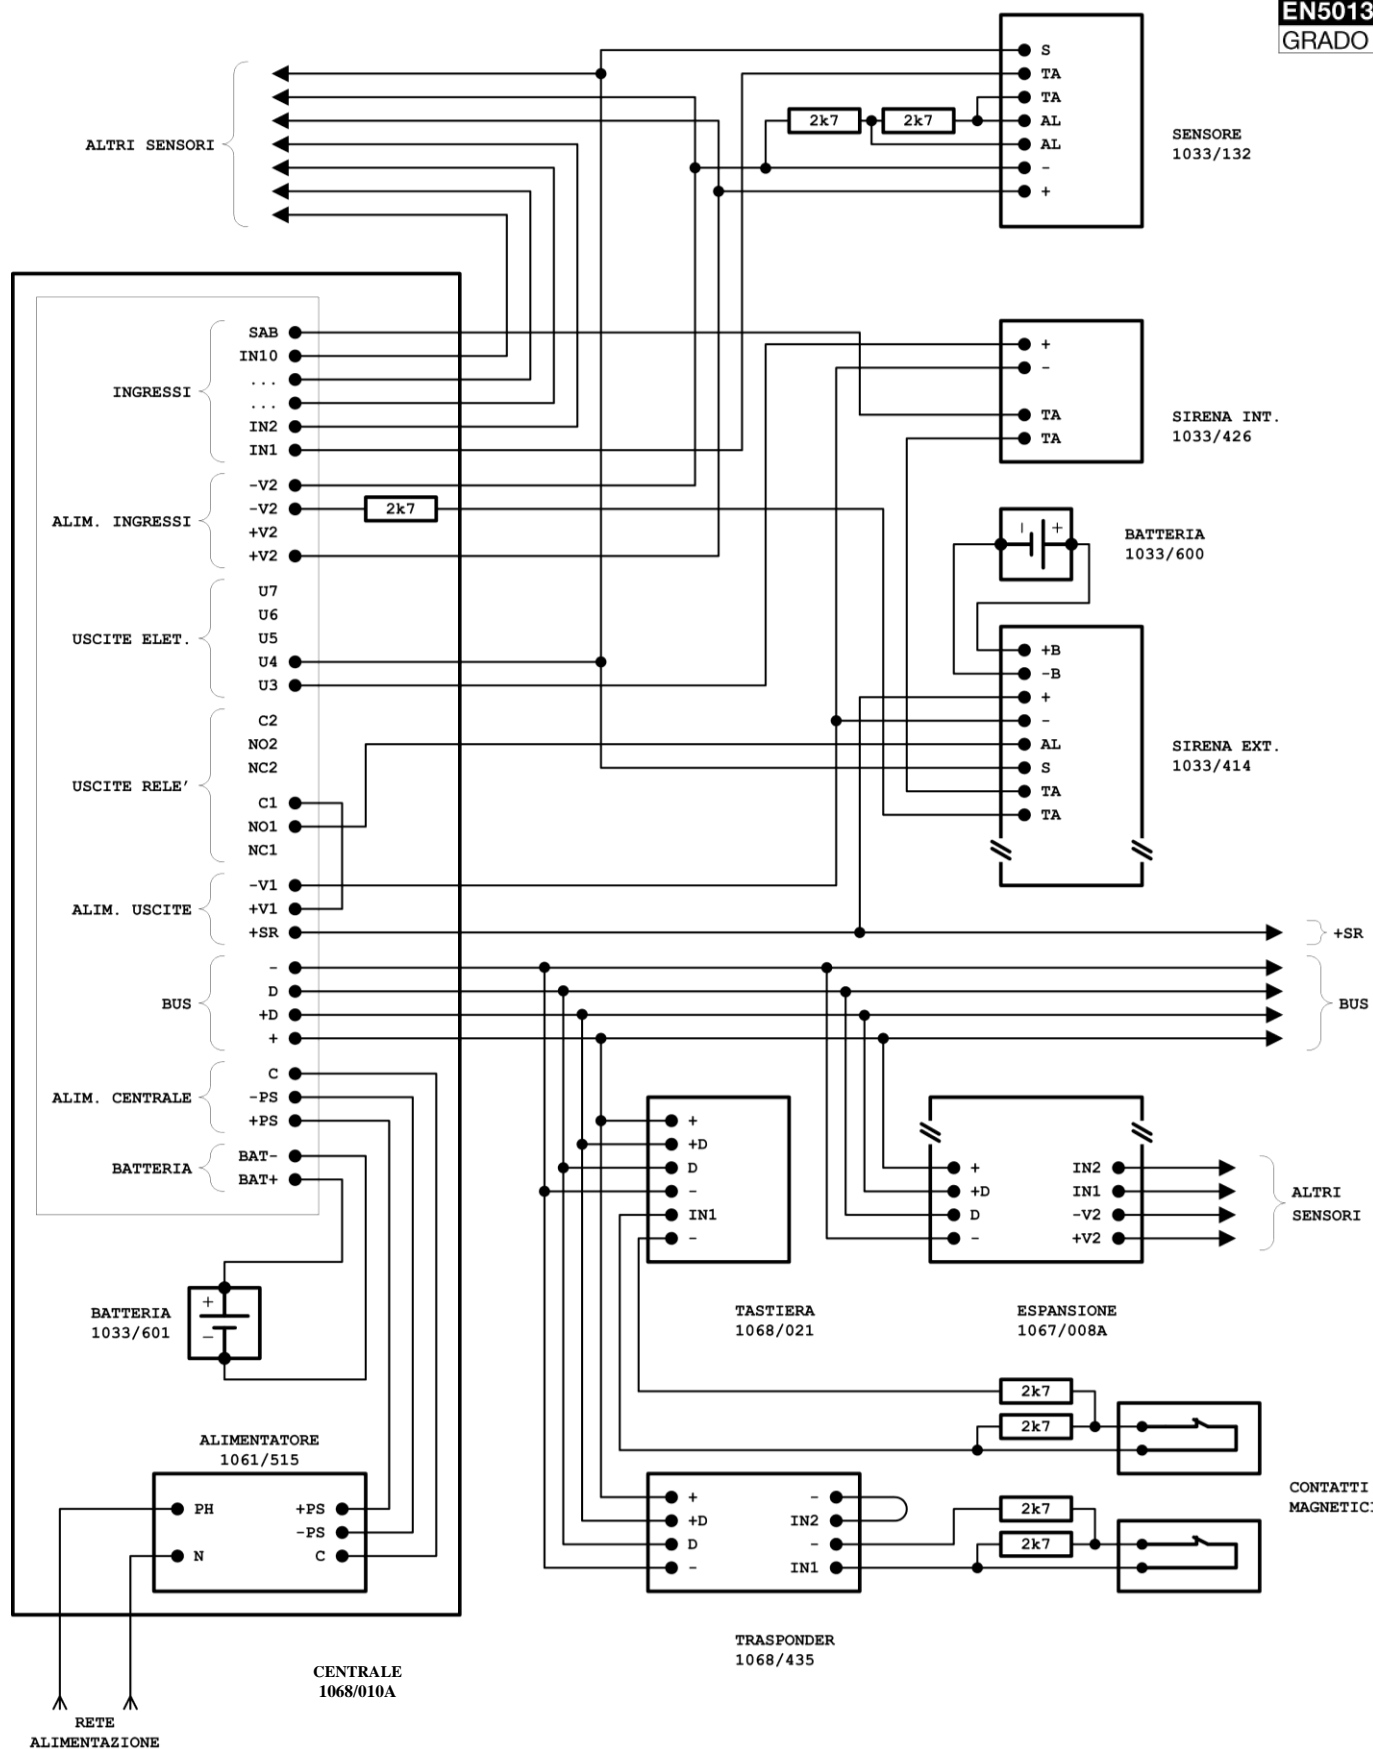 EN5013
GRADO
S
TA
TA
AL
AL
-
+
2k7
2k7
SENSORE
1033/132
ALTRI SENSORI
INGRESSI
SAB
IN10
...
...
IN2
IN1
ALIM. INGRESSI
-V2
-V2
+V2
+V2
2k7
USCITE ELET.
U7
U6
U5
U4
U3
USCITE RELE'
C2
NO2
NC2
C1
NO1
NC1
ALIM. USCITE
-V1
+V1
+SR
BUS
-
D
+D
+
ALIM. CENTRALE
C
-PS
+PS
BATTERIA
BAT-
BAT+
+
-
TA
TA
SIRENA INT.
1033/426
- +
BATTERIA
1033/600
+B
-B
+
-
AL
S
TA
TA
SIRENA EXT.
1033/414
+SR
BUS
+
+D
D
-
IN1
-
TASTIERA
1068/021
+
+D
D
-
IN2
IN1
-V2
+V2
ALTRI
SENSORI
ESPANSIONE
1067/008A
+
-
BATTERIA
1033/601
ALIMENTATORE
1061/515
PH
N
+PS
-PS
C
2k7
2k7
+
+D
D
-
-
IN2
-
IN1
2k7
2k7
CONTATTI
MAGNETICI
TRASPONDER
1068/435
CENTRALE
1068/010A
RETE
ALIMENTAZIONE